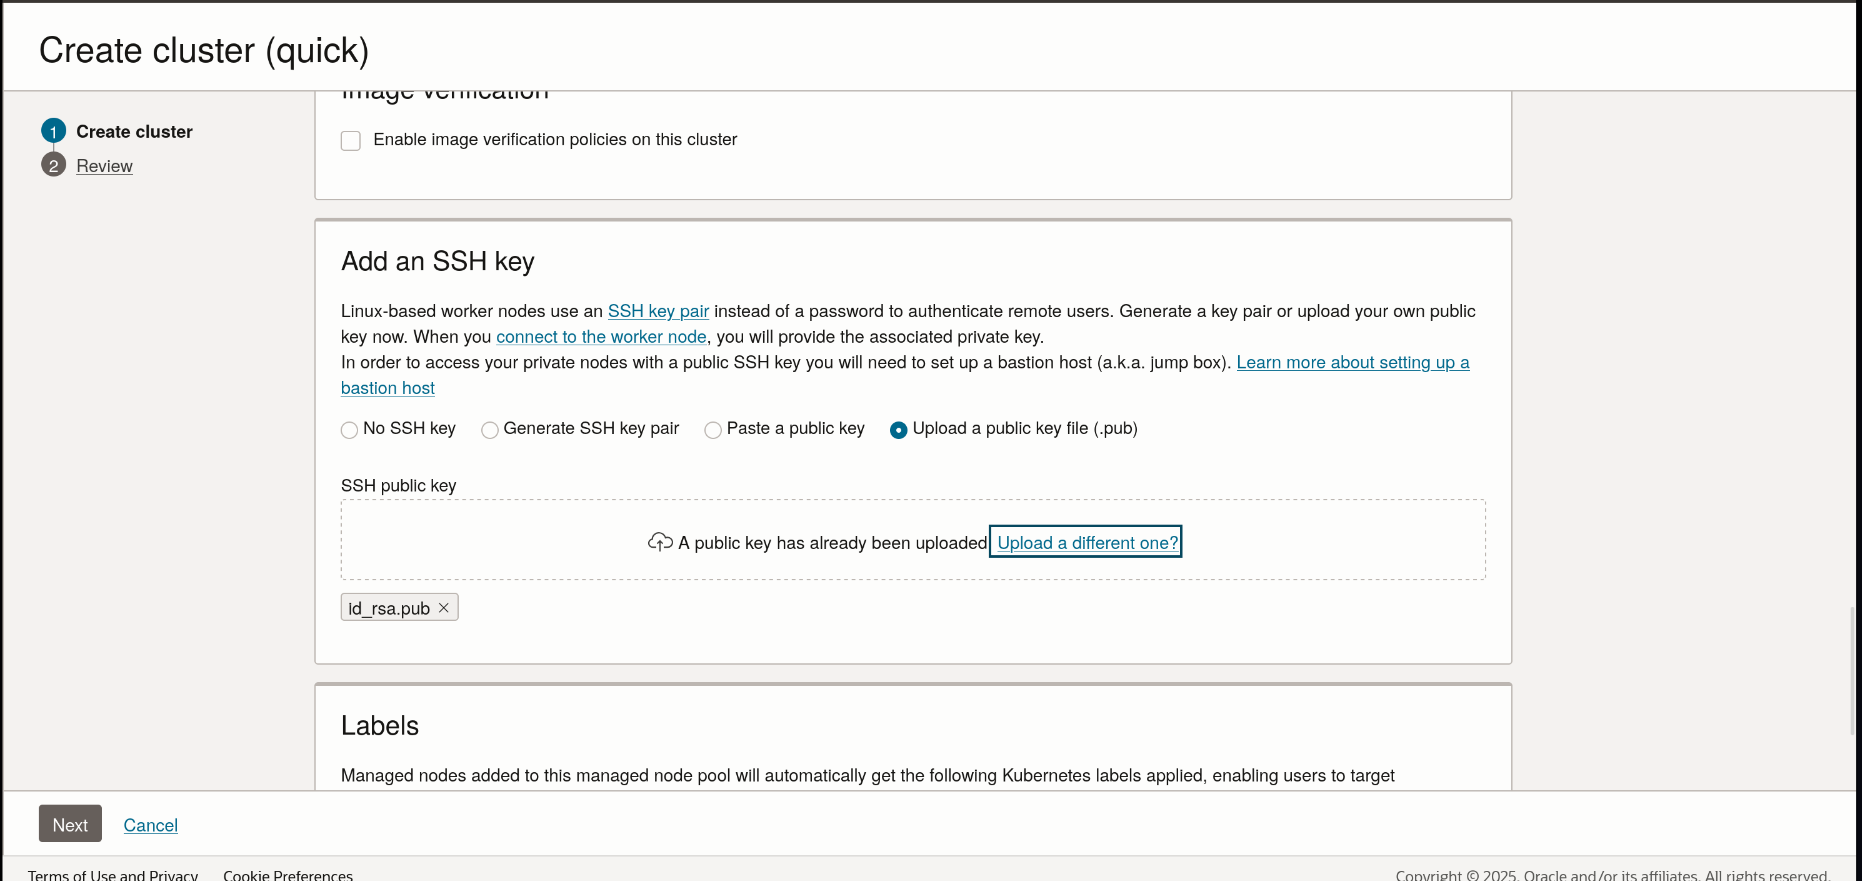 Create cluster (quick)
1 Create cluster
2 Review
Image verification
Enable image verification policies on this cluster
Add an SSH key
Linux-based worker nodes use an SSH key pair instead of a password to authenticate remote users. Generate a key pair or upload your own public
key now. When you connect to the worker node, you will provide the associated private key.
In order to access your private nodes with a public SSH key you will need to set up a bastion host (a.k.a. jump box). Learn more about setting up a
bastion host
No SSH key Generate SSH key pair Paste a public key Upload a public key file (.pub)
SSH public key
A public key has already been uploaded Upload a different one?
id_rsa.pub ×
Labels
Managed nodes added to this managed node pool will automatically get the following Kubernetes labels applied, enabling users to target
Next Cancel
Terms of Use and Privacy Cookie Preferences Copyright © 2025, Oracle and/or its affiliates. All rights reserved.